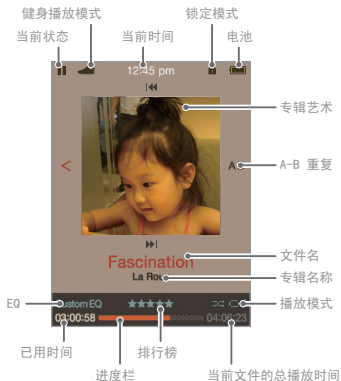 健身播放模式
锁定模式
当前状态
当前时间
电池
12:45 pm
专辑艺术
A-B 重复
A
文件名
Fascination
La Roux
专辑名称
EQ
Custom EQ
播放模式
03:00:58
04:06:23
已用时间
排行榜
进度栏
当前文件的总播放时间